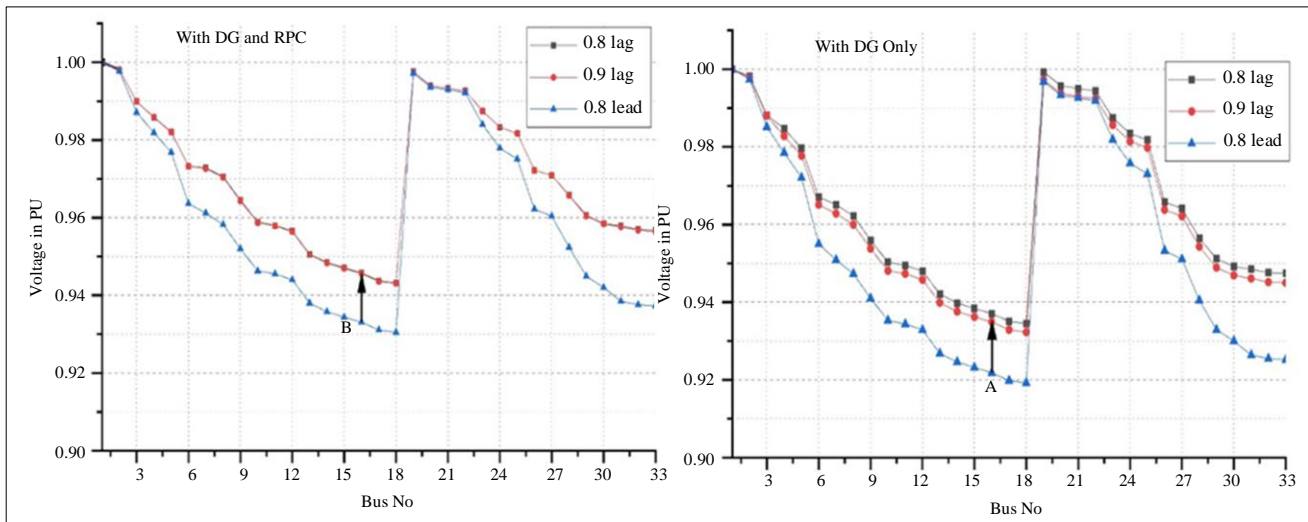 With DG and RPC
0.8 lag
0.9 lag
0.8 lead
Voltage in PU
1.00
0.98
0.96
0.94
0.92
0.90
B
3 6 9 12 15 18 21 24 27 30 33
Bus No
With DG Only
0.8 lag
0.9 lag
0.8 lead
Voltage in PU
1.00
0.98
0.96
0.94
0.92
0.90
A
3 6 9 12 15 18 21 24 27 30 33
Bus No